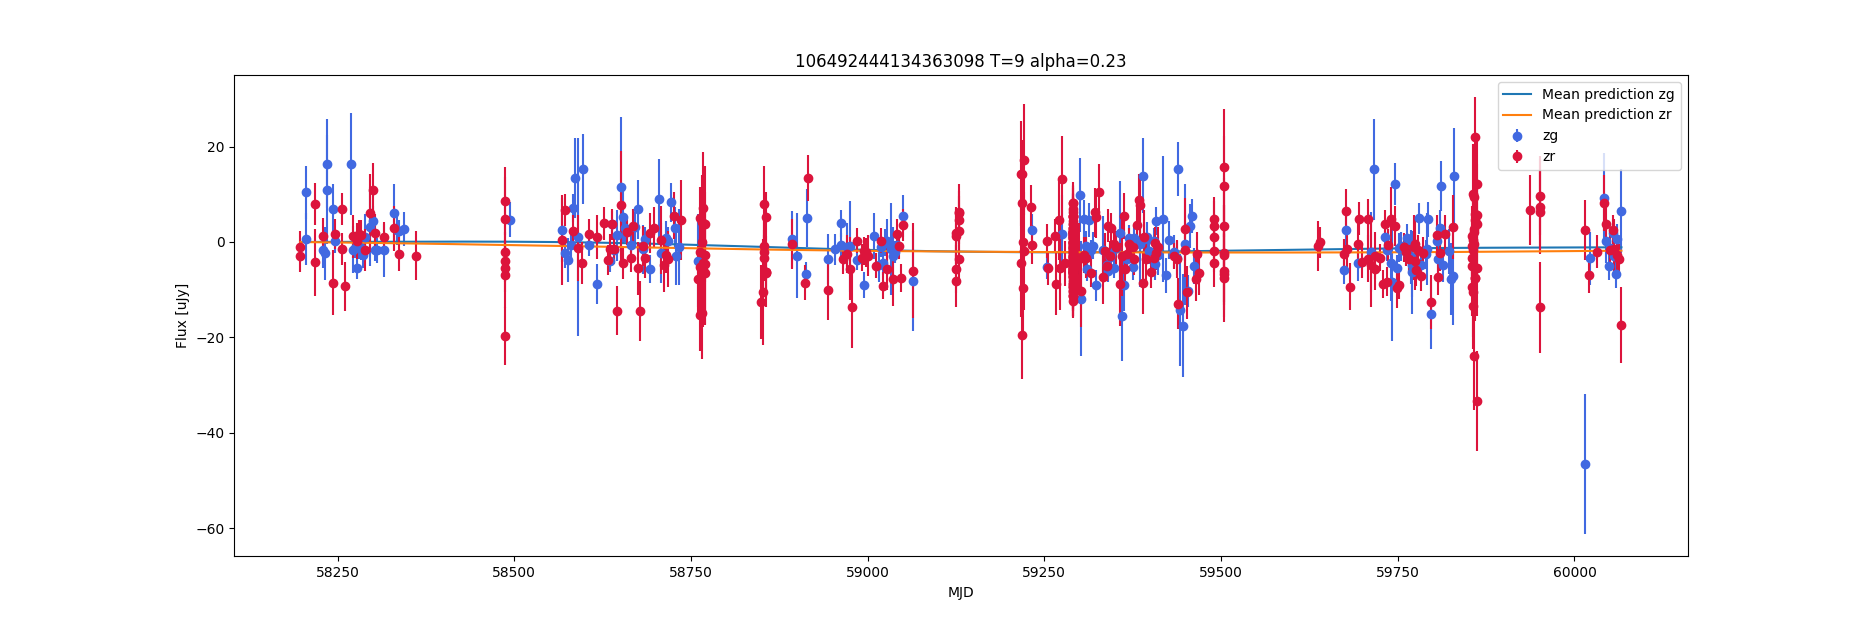 106492444134363098 T=9 alpha=0.23
Mean prediction zg
Mean prediction zr
zg
zr
Flux [uJy]
20
0
−20
−40
−60
58250 58500 58750 59000 59250 59500 59750 60000
MJD